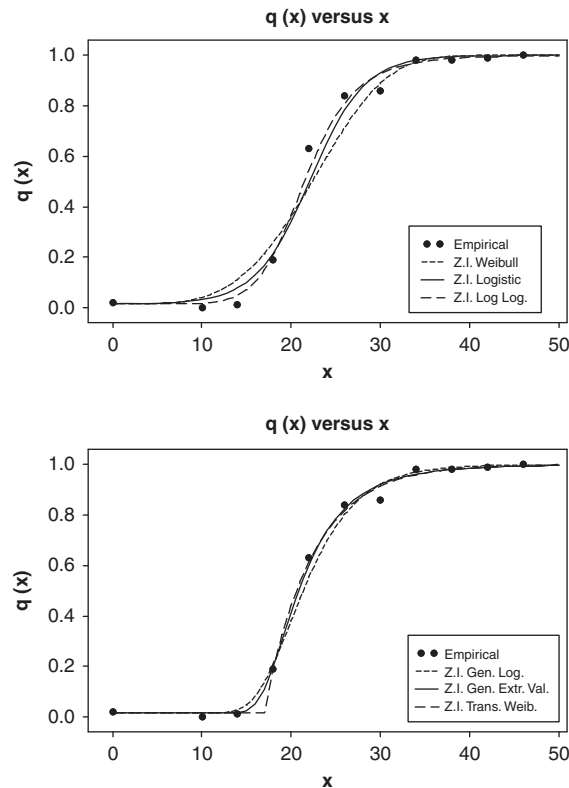 q (x) versus x
1.0
0.8
0.6
0.4
0.2
0.0
q (x)
Empirical
Z.I. Weibull
Z.I. Logistic
Z.I. Log Log.
0 10 20 30 40 50
x
q (x) versus x
1.0
0.8
0.6
0.4
0.2
0.0
q (x)
Empirical
Z.I. Gen. Log.
Z.I. Gen. Extr. Val.
Z.I. Trans. Weib.
0 10 20 30 40 50
x